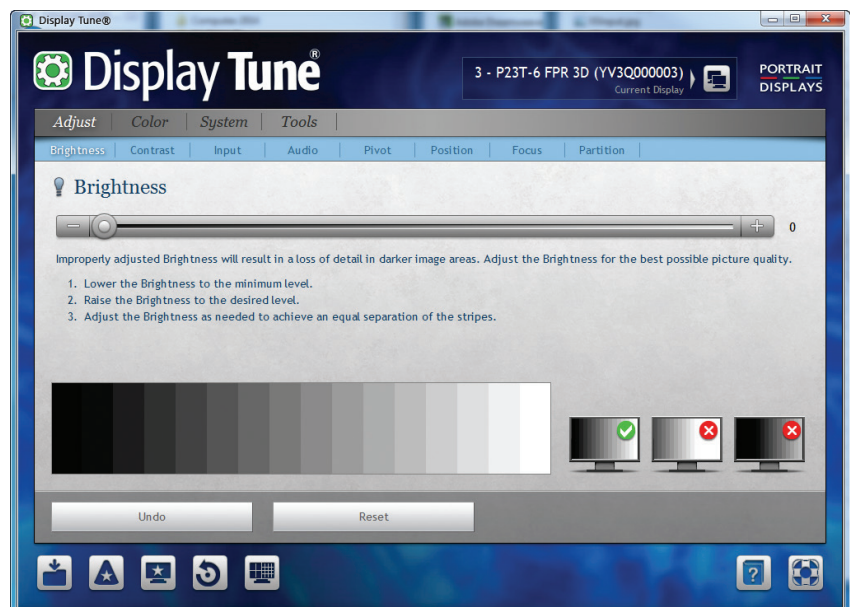 Display Tune®
Display Tune®
3 - P23T-6 FPR 3D (YV3Q000003)
Current Display
PORTRAIT
DISPLAYS
Adjust Color System Tools
Brightness Contrast Input Audio Pivot Position Focus Partition
Brightness
0
Improperly adjusted Brightness will result in a loss of detail in darker image areas. Adjust the Brightness for the best possible picture quality.
1. Lower the Brightness to the minimum level.
2. Raise the Brightness to the desired level.
3. Adjust the Brightness as needed to achieve an equal separation of the stripes.
Undo Reset